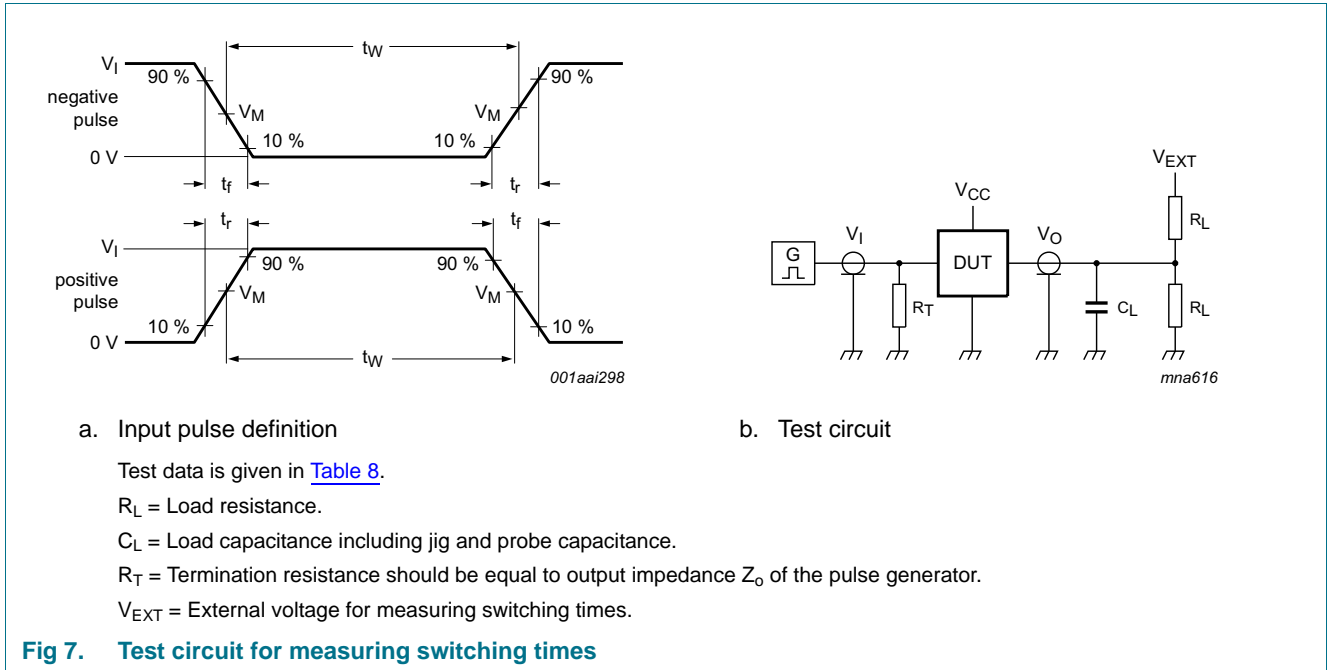 tW
VI
90 %
90 %
negative
pulse
VM
VM
10 %
10 %
0 V
tf
tr
tr
tf
VI
90 %
90 %
positive
pulse
VM
VM
10 %
10 %
0 V
tW
001aai298
VEXT
VCC
RL
VI
VO
G
DUT
RT
CL
RL
mna616
a. Input pulse definition
b. Test circuit
Test data is given in Table 8.
RL = Load resistance.
CL = Load capacitance including jig and probe capacitance.
RT = Termination resistance should be equal to output impedance Zo of the pulse generator.
VEXT = External voltage for measuring switching times.
Fig 7. Test circuit for measuring switching times